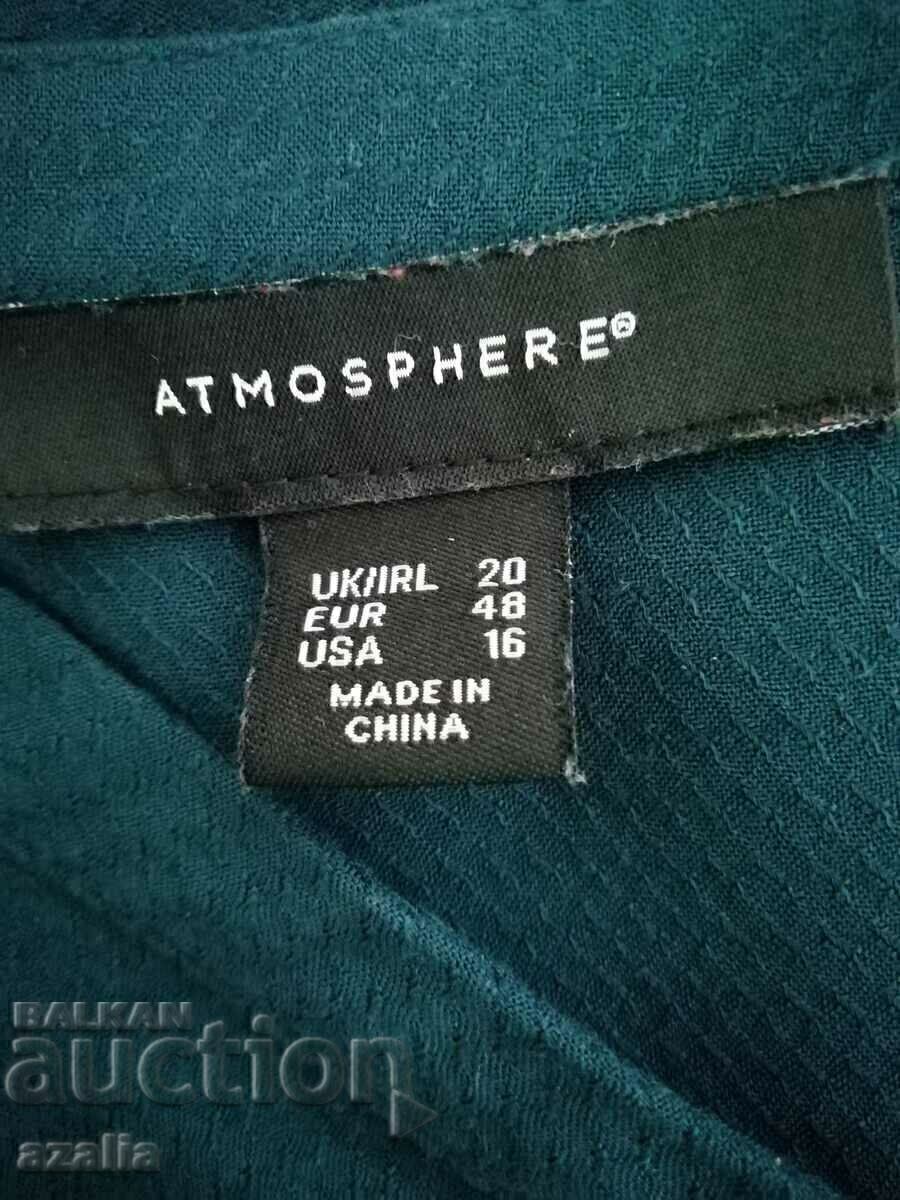 ATMOSPHERE®
UK/IRL 20
EUR 48
USA 16
MADE IN
CHINA
BALKAN
auction
azalia